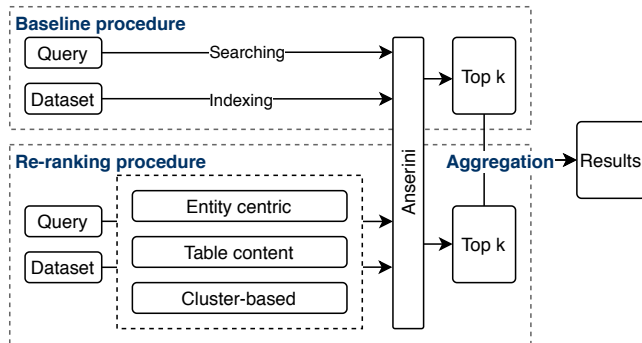 Baseline procedure
Query
Searching
Dataset
Indexing
Anserini
Top k
Re-ranking procedure
Aggregation
Results
Entity centric
Query
Table content
Dataset
Cluster-based
Top k